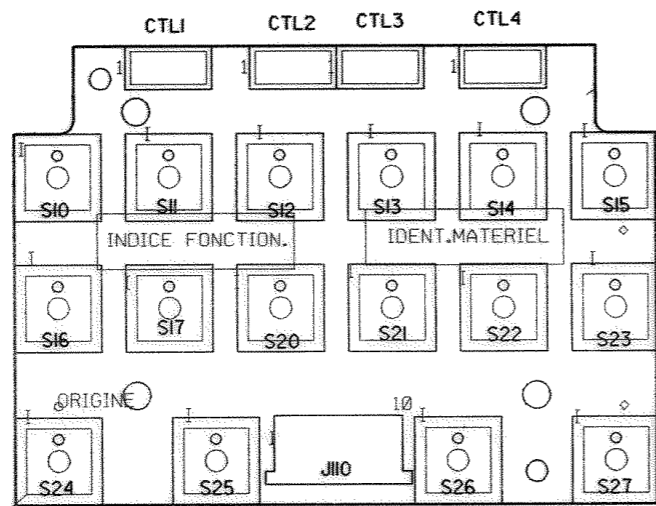 CTL1 CTL2 CTL3 CTL4
1 1 1 1
I I I I I I
S10 S11 S12 S13 S14 S15
INDICE FONCTION. IDENT.MATERIEL
I I I I I I
S16 S17 S20 S21 S22 S23
ORIGINE
I I I 10 I I
S24 S25 J110 S26 S27